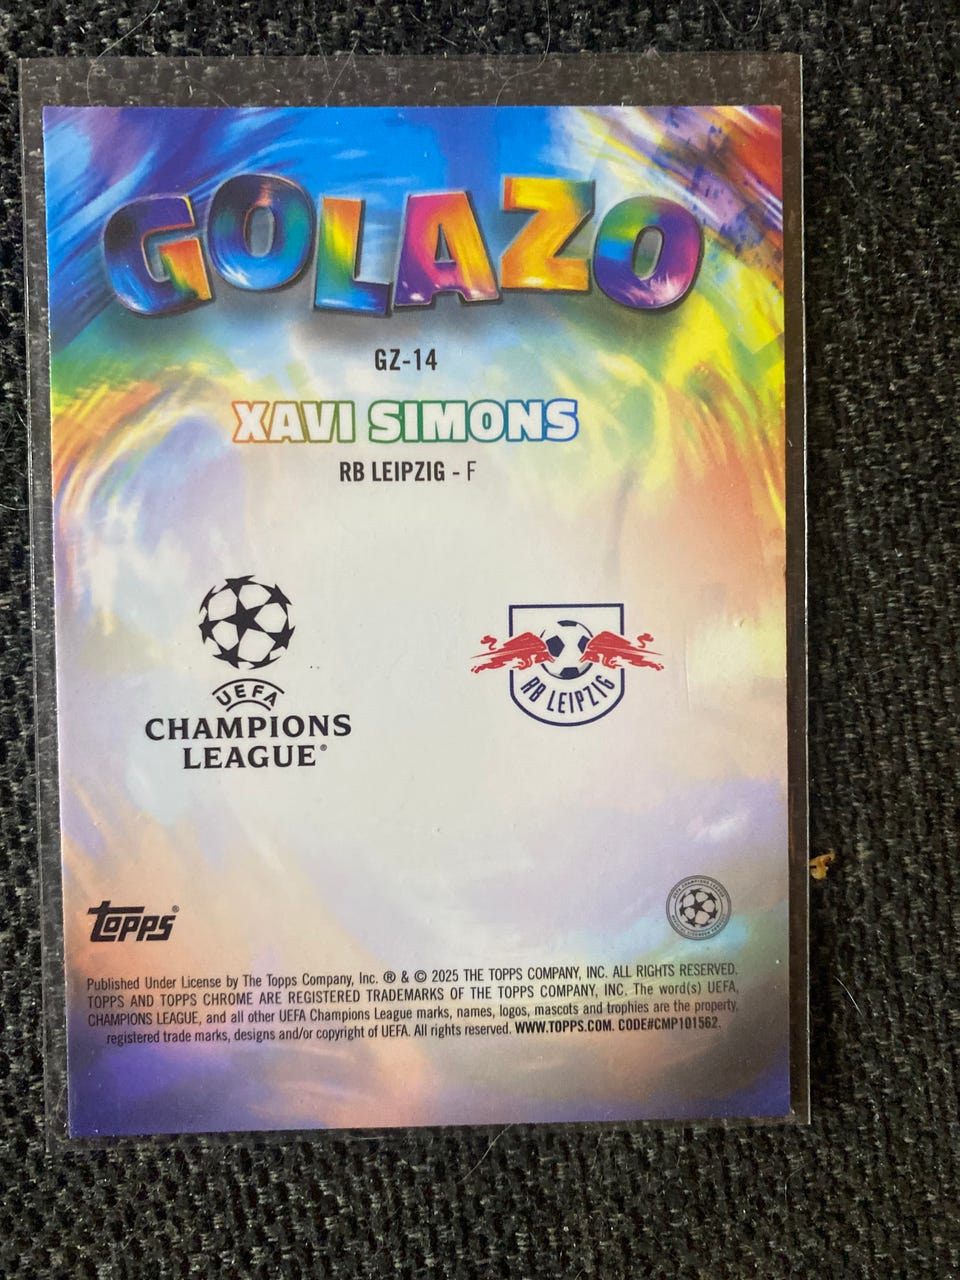 GOLAZO
GZ-14
XAVI SIMONS
RB LEIPZIG - F
UEFA
CHAMPIONS
LEAGUE®
RB LEIPZIG
TOPPS®
Published Under License by The Topps Company, Inc. ® & © 2025 THE TOPPS COMPANY, INC. ALL RIGHTS RESERVED.
TOPPS AND TOPPS CHROME ARE REGISTERED TRADEMARKS OF THE TOPPS COMPANY, INC. The word(s) UEFA,
CHAMPIONS LEAGUE, and all other UEFA Champions League marks, names, logos, mascots and trophies are the property,
registered trade marks, designs and/or copyright of UEFA. All rights reserved. WWW.TOPPS.COM. CODE#CMP101562.